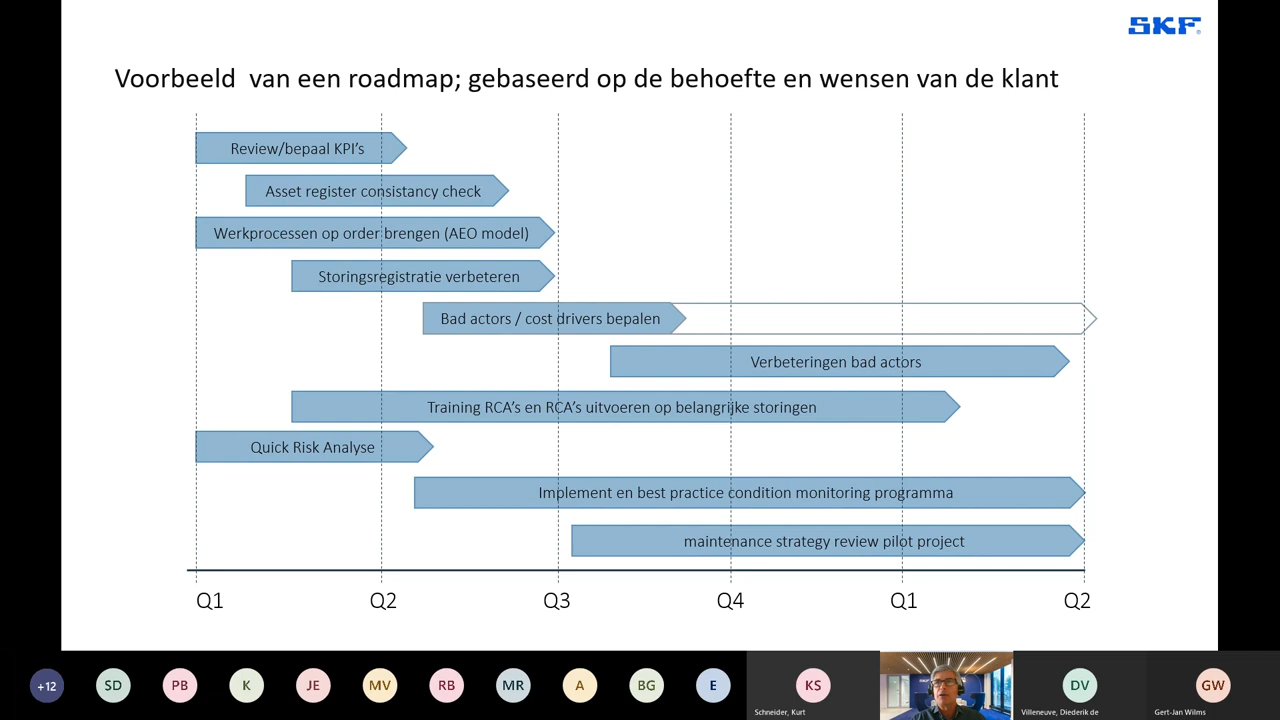 SKF
Voorbeeld van een roadmap; gebaseerd op de behoefte en wensen van de klant
Review/bepaal KPI's
Asset register consistancy check
Werkprocessen op order brengen (AEO model)
Storingsregistratie verbeteren
Bad actors / cost drivers bepalen
Verbeteringen bad actors
Training RCA's en RCA's uitvoeren op belangrijke storingen
Quick Risk Analyse
Implement en best practice condition monitoring programma
maintenance strategy review pilot project
Q1 Q2 Q3 Q4 Q1 Q2
+12 SD PB K JE MV RB MR A BG E KS DV GW
Schneider, Kurt Villeneuve, Diederik de Gert-Jan Wilms